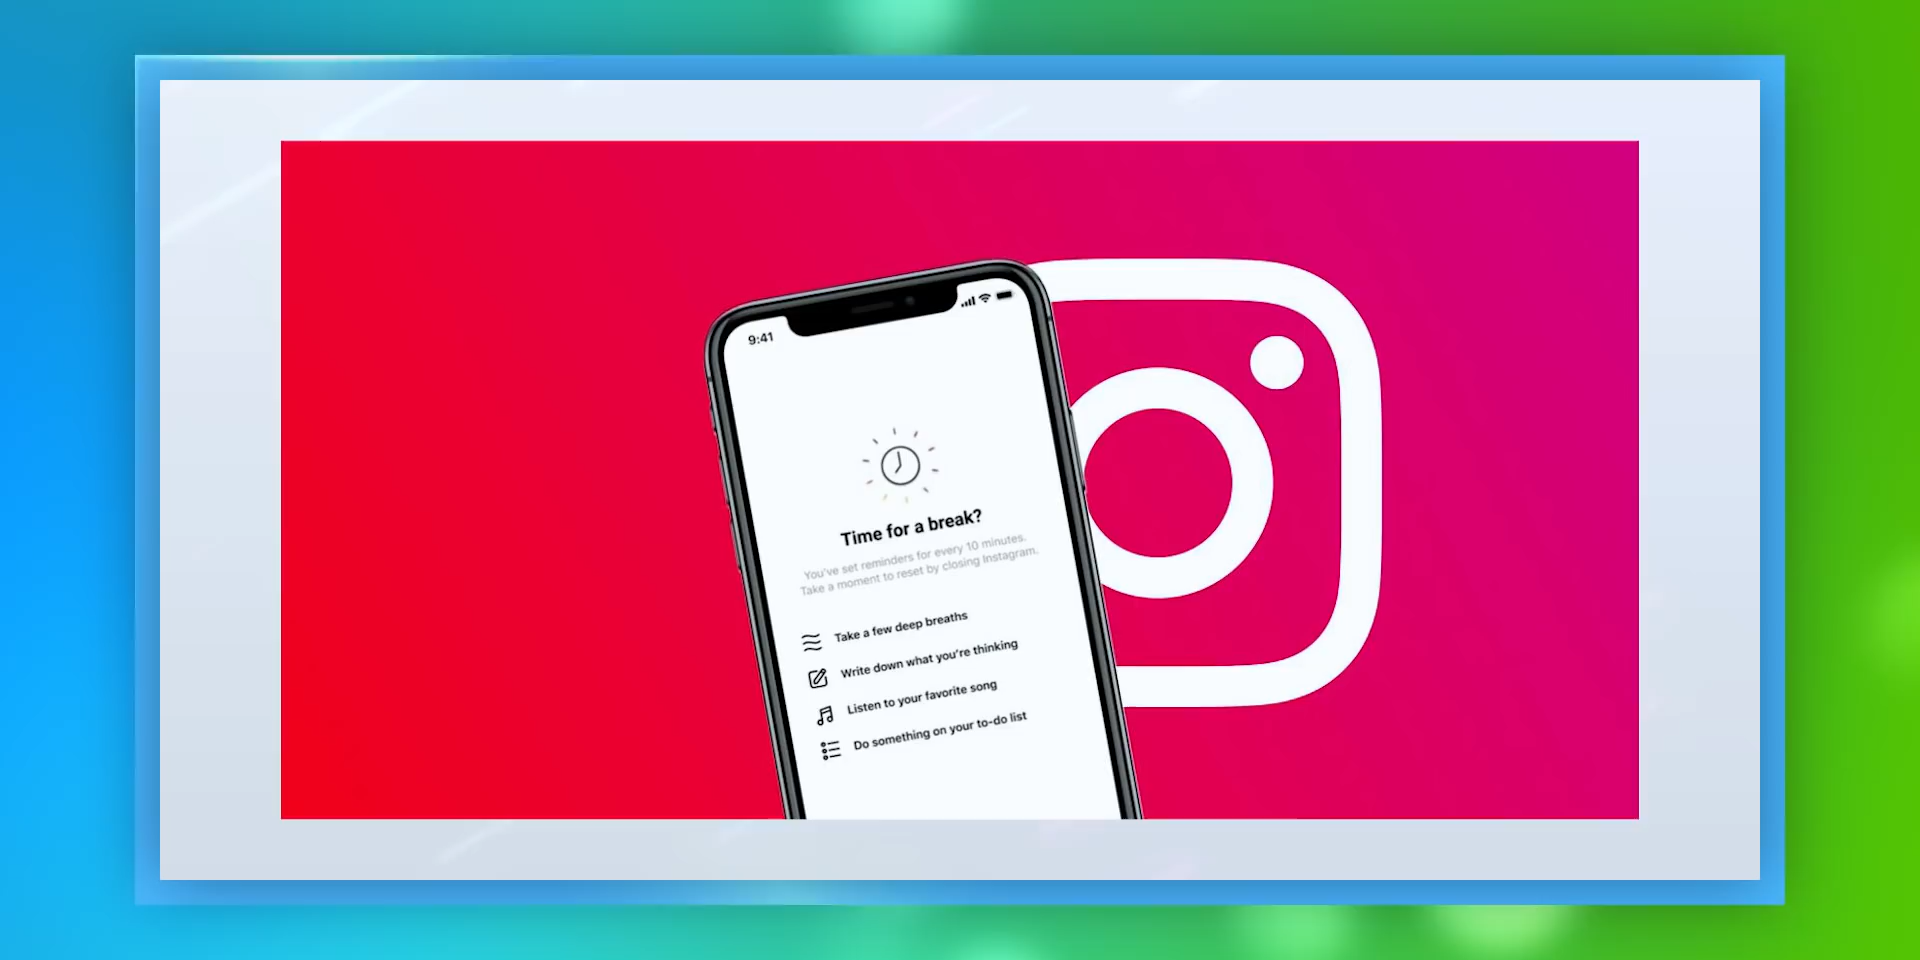 9:41
Time for a break?
You've set reminders for every 10 minutes.
Take a moment to reset by closing Instagram.
Take a few deep breaths
Write down what you're thinking
Listen to your favorite song
Do something on your to-do list